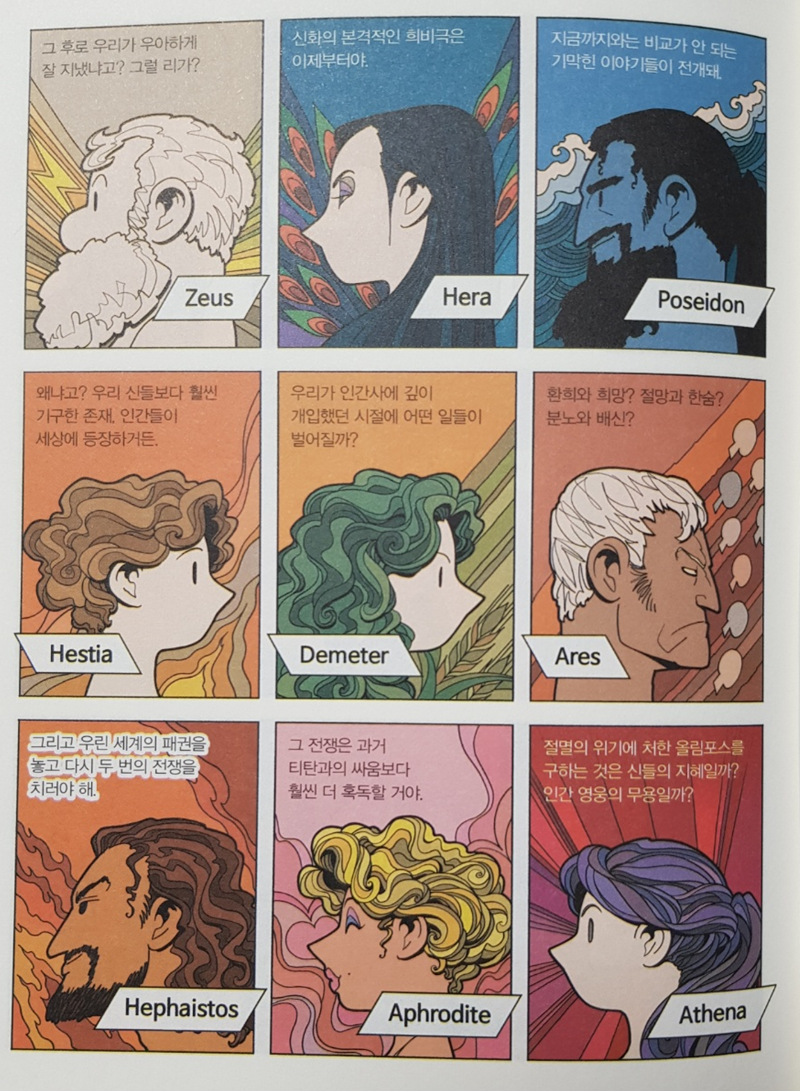 그 후로 우리가 우아하게
잘 지냈냐고? 그럴 리가?
Zeus
신화의 본격적인 희비극은
이제부터야.
Hera
지금까지와는 비교가 안 되는
기막힌 이야기들이 전개돼.
Poseidon
왜냐고? 우리 신들보다 훨씬
기구한 존재, 인간들이
세상에 등장하거든.
Hestia
우리가 인간사에 깊이
개입했던 시절에 어떤 일들이
벌어질까?
Demeter
환희와 희망? 절망과 한숨?
분노와 배신?
Ares
그리고 우린 세계의 패권을
놓고 다시 두 번의 전쟁을
치러야 해.
Hephaistos
그 전쟁은 과거
티탄과의 싸움보다
훨씬 더 혹독할 거야.
Aphrodite
절멸의 위기에 처한 올림포스를
구하는 것은 신들의 지혜일까?
인간 영웅의 무용일까?
Athena